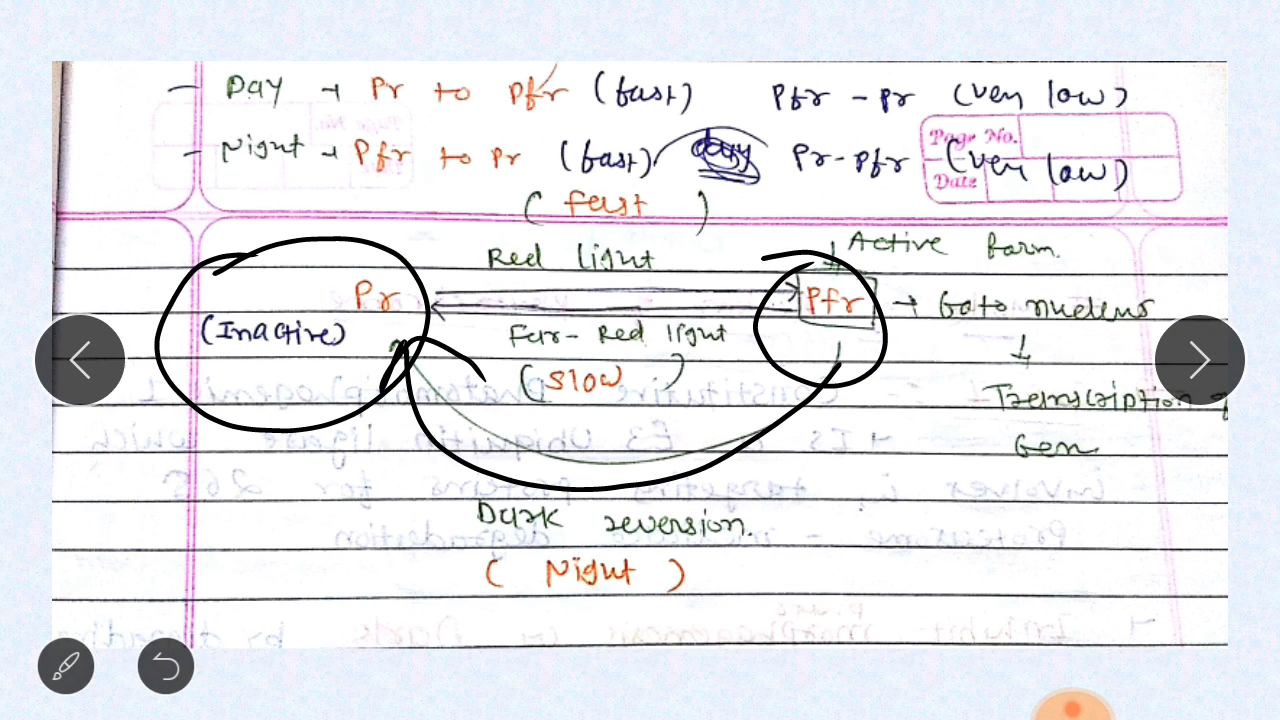 - Day → Pr to Pfr (fast) Pfr - Pr (very low)
- Night → Pfr to Pr (fast) day Pr - Pfr (very low)
Page No.
Date
(fast)
Red light
Active form.
Pr
Pfr → Go to nucleus
(Inactive)
Far-Red light
(slow)
Transcription of
Gen
Dark reversion.
(Night)